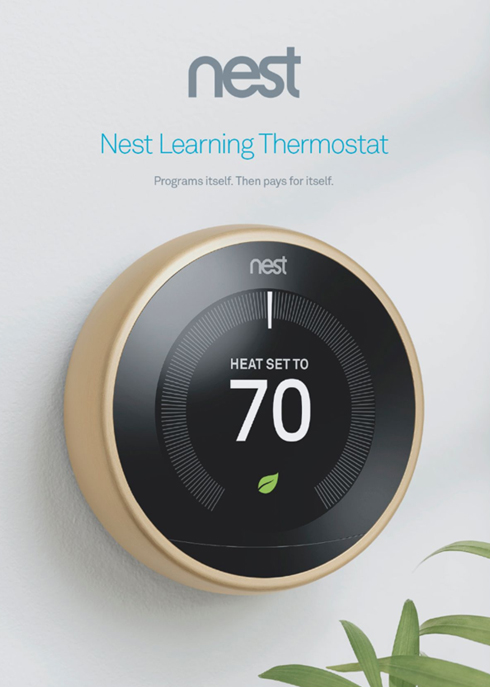 nest
Nest Learning Thermostat
Programs itself. Then pays for itself.
nest
HEAT SET TO
70